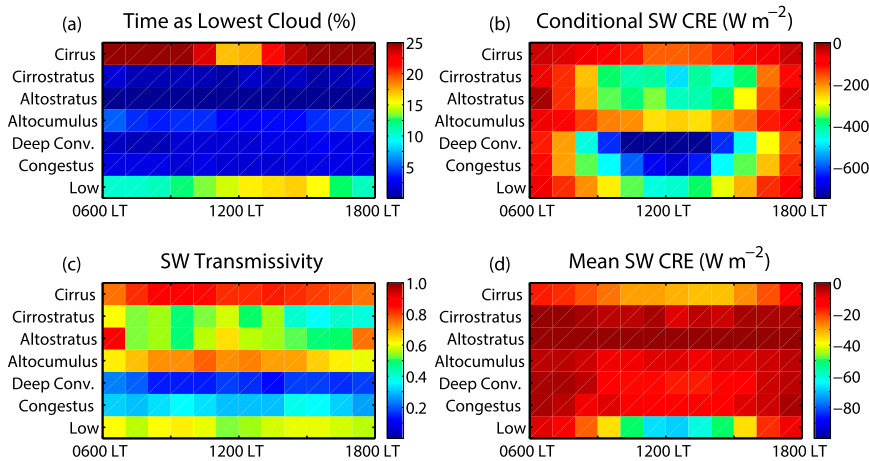 (a) Time as Lowest Cloud (%)
Cirrus
Cirrostratus
Altostratus
Altocumulus
Deep Conv.
Congestus
Low
0600 LT 1200 LT 1800 LT
25
20
15
10
5
(b) Conditional SW CRE (W m−2)
Cirrus
Cirrostratus
Altostratus
Altocumulus
Deep Conv.
Congestus
Low
0600 LT 1200 LT 1800 LT
0
−200
−400
−600
(c) SW Transmissivity
Cirrus
Cirrostratus
Altostratus
Altocumulus
Deep Conv.
Congestus
Low
0600 LT 1200 LT 1800 LT
1.0
0.8
0.6
0.4
0.2
(d) Mean SW CRE (W m−2)
Cirrus
Cirrostratus
Altostratus
Altocumulus
Deep Conv.
Congestus
Low
0600 LT 1200 LT 1800 LT
0
−20
−40
−60
−80